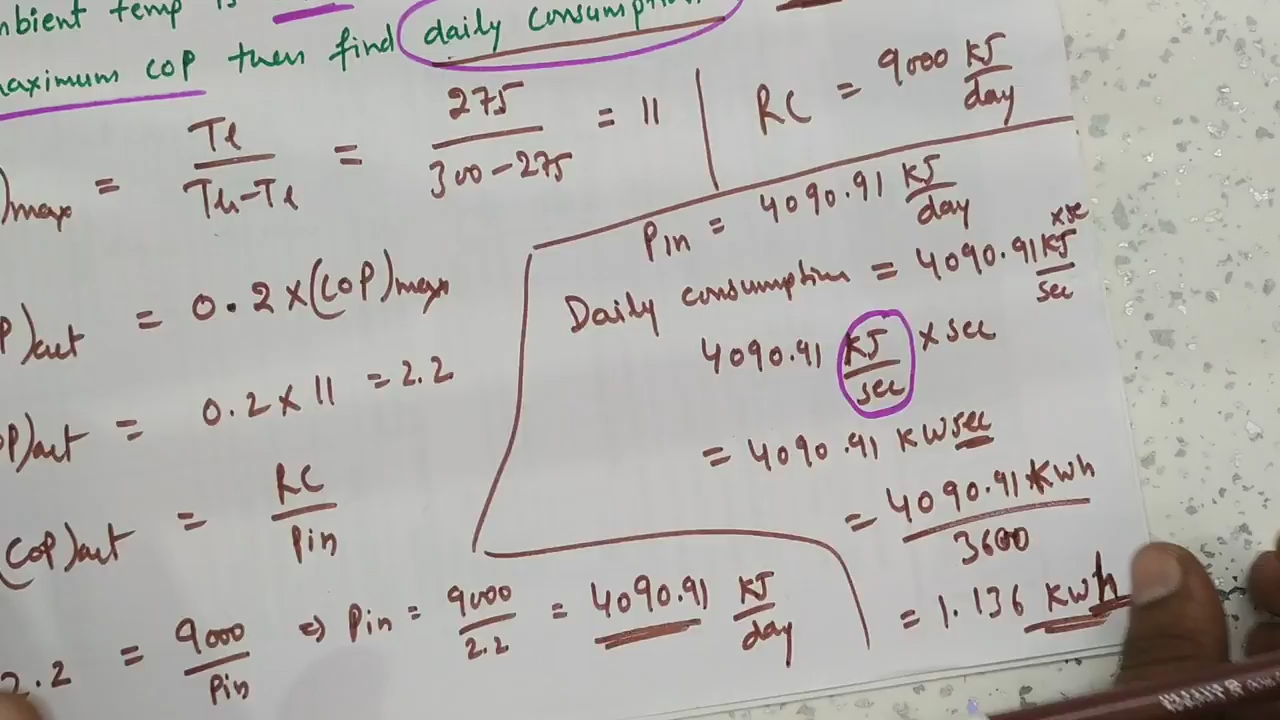 mbient temp is
aximum COP then find daily consumption
)max = Tl / Th-Tl = 275 / 300-275 = 11
RC = 9000 KJ/day
P)act = 0.2 x (COP)max
P)act = 0.2 x 11 = 2.2
(COP)act = RC / Pin
2.2 = 9000 / Pin => Pin = 9000 / 2.2 = 4090.91 KJ/day
Pin = 4090.91 KJ/day
Daily consumption = 4090.91 KJ/sec xsec
4090.91 KJ/sec x sec
= 4090.91 KWsec
= 4090.91 KWh / 3600
= 1.136 KWh